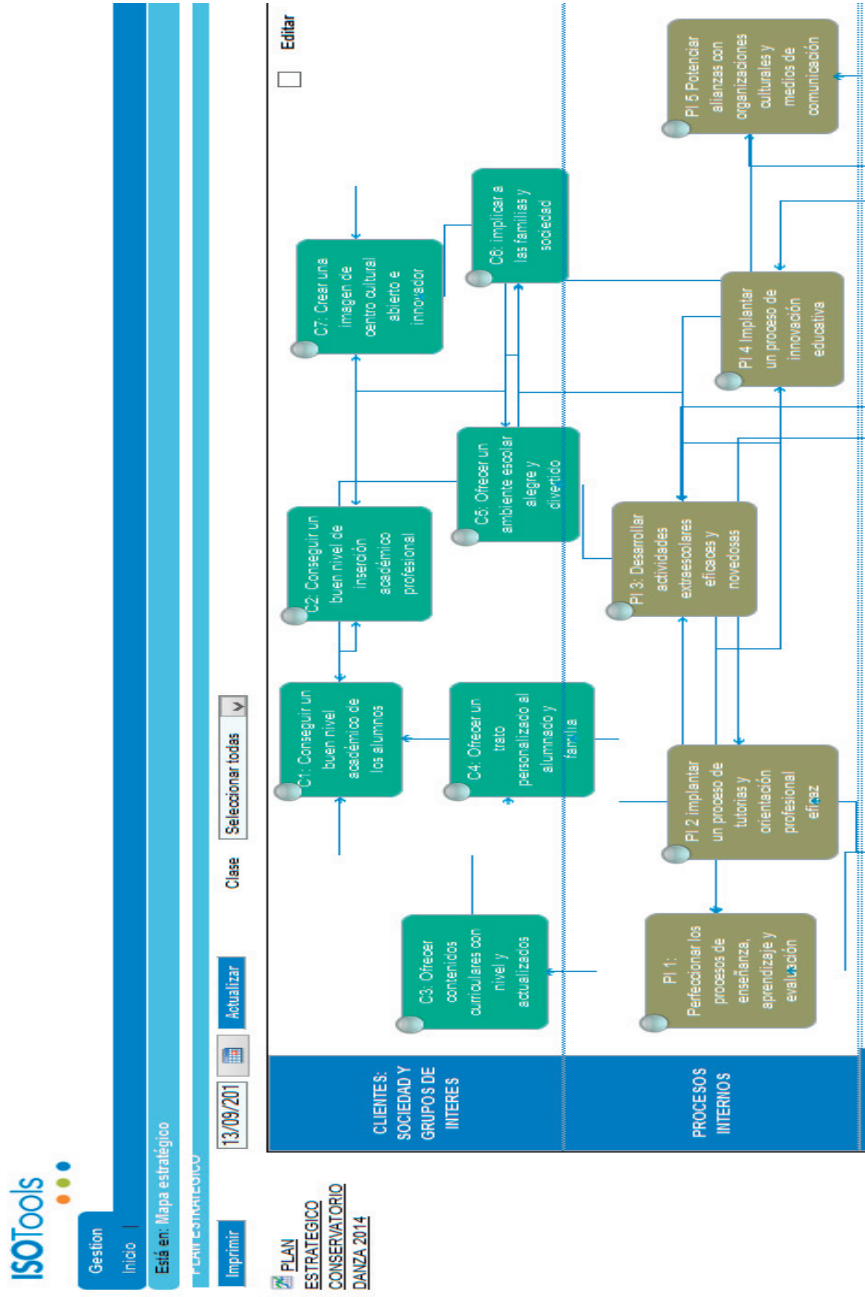 ISOTools
Gestion
Inicio |
Está en: Mapa estratégico
PLAN ESTRATEGICO
Imprimir
13/09/201
Actualizar
Clase
Seleccionar todas
PLAN
ESTRATEGICO
CONSERVATORIO
DANZA 2014
Editar
CLIENTES:
SOCIEDAD Y
GRUPOS DE
INTERES
C3: Ofrecer
contenidos
curriculares con
nivel y
actualizados
C1: Conseguir un
buen nivel
académico de
los alumnos
C4: Ofrecer un
trato
personalizado al
alumnado y
familia
C2: Conseguir un
buen nivel de
inserción
académico
profesional
C5: Ofrecer un
ambiente escolar
alegre y
divertido
C7: Crear una
imagen de
centro cultural
abierto e
innovador
C6: implicar a
las familias y
sociedad
PROCESOS
INTERNOS
PI 1:
Perfeccionar los
procesos de
enseñanza,
aprendizaje y
evaluación
PI 2 implantar
un proceso de
tutorias y
orientación
profesional
eficaz
PI 3: Desarrollar
actividades
extraescolares
eficaces y
novedosas
PI 4 Implantar
un proceso de
innovación
educativa
PI 5 Potenciar
alianzas con
organizaciones
culturales y
medios de
comunicación